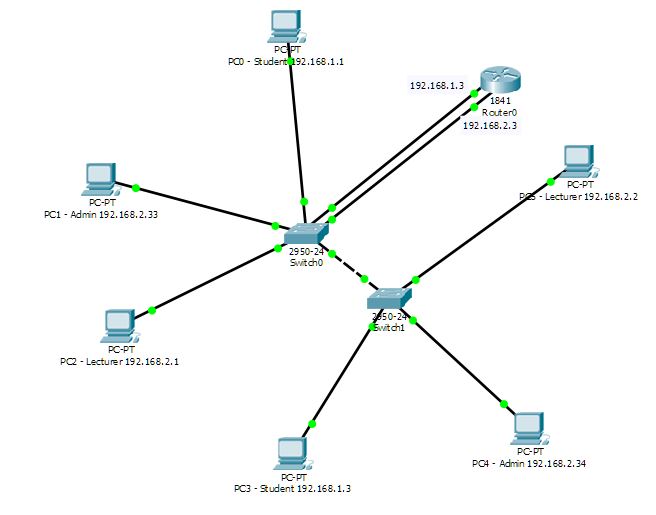 PC-PT
PC0 - Student 192.168.1.1
192.168.1.3
1841
Router0
192.168.2.3
PC-PT
PC5 - Lecturer 192.168.2.2
PC-PT
PC1 - Admin 192.168.2.33
2950-24
Switch0
2950-24
Switch1
PC-PT
PC2 - Lecturer 192.168.2.1
PC-PT
PC4 - Admin 192.168.2.34
PC-PT
PC3 - Student 192.168.1.3